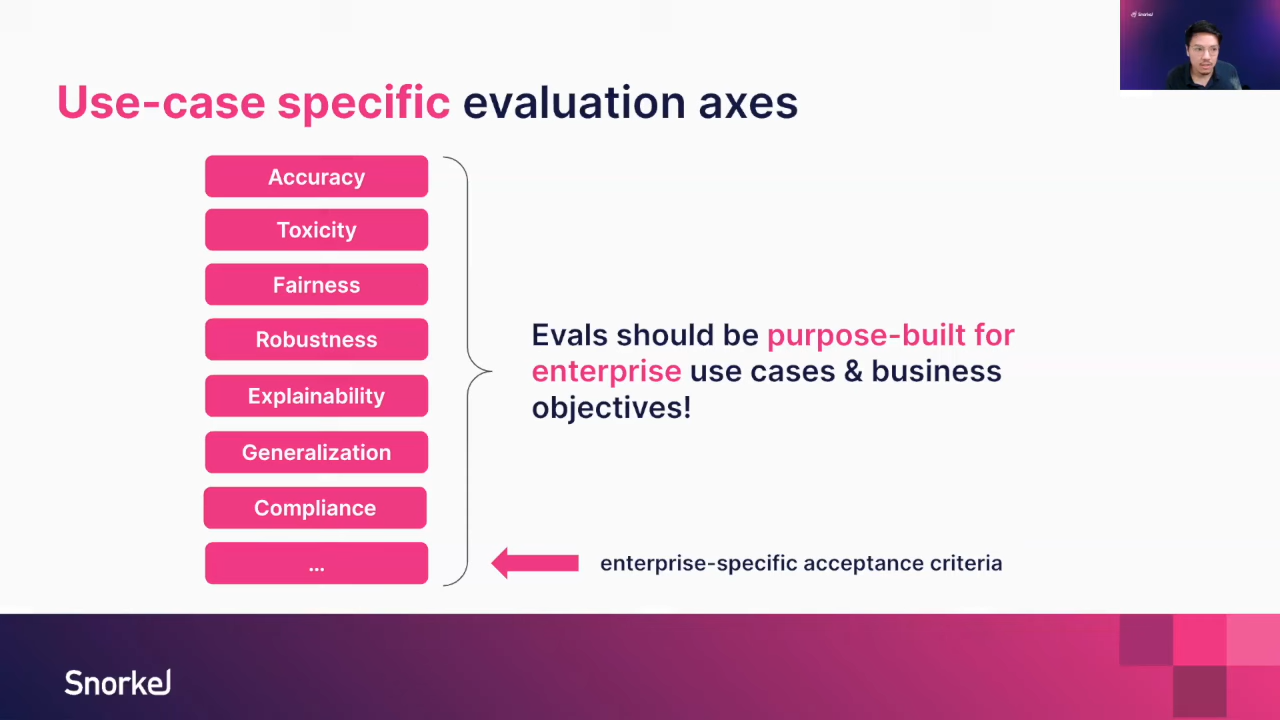 Snorkel
Use-case specific evaluation axes
Accuracy
Toxicity
Fairness
Robustness
Explainability
Generalization
Compliance
...
Evals should be purpose-built for
enterprise use cases & business
objectives!
enterprise-specific acceptance criteria
Snorkel